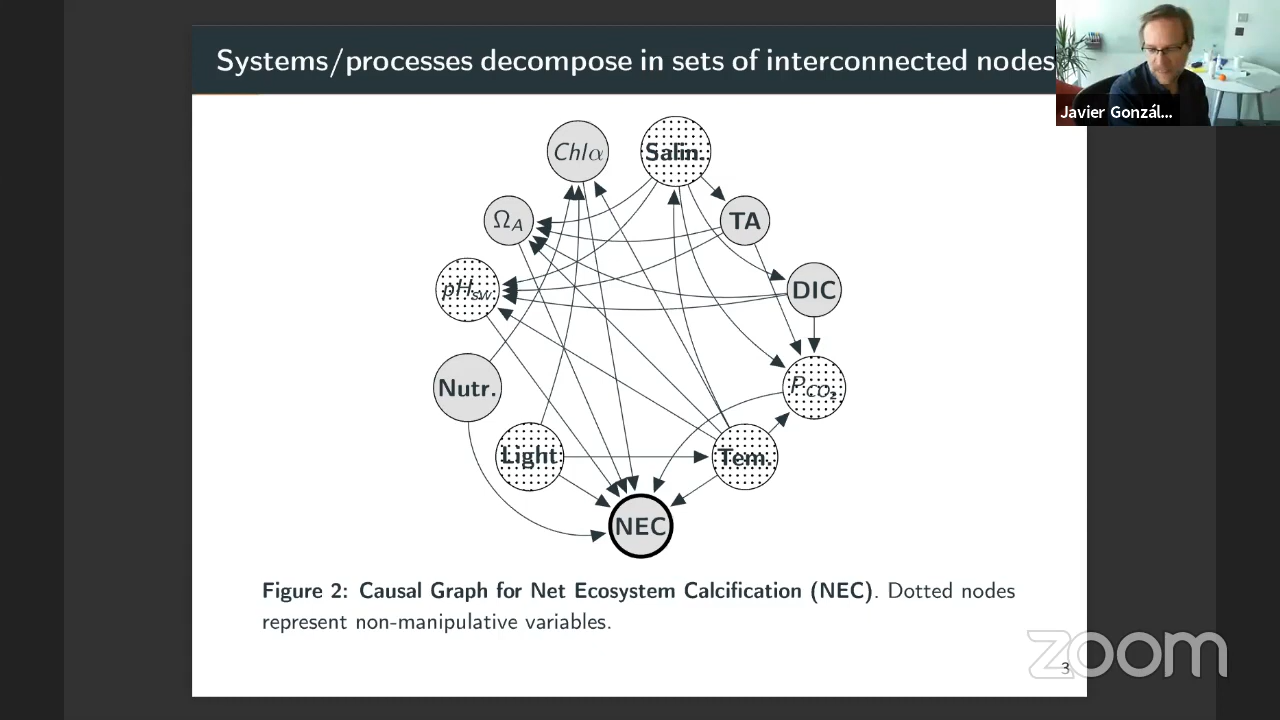 Systems/processes decompose in sets of interconnected nodes
Javier Gonzál...
Chlα
Salin.
Ω_A
TA
pH_sw
DIC
Nutr.
P_CO₂
Light
Tem.
NEC
Figure 2: Causal Graph for Net Ecosystem Calcification (NEC). Dotted nodes
represent non-manipulative variables.
zoom
3